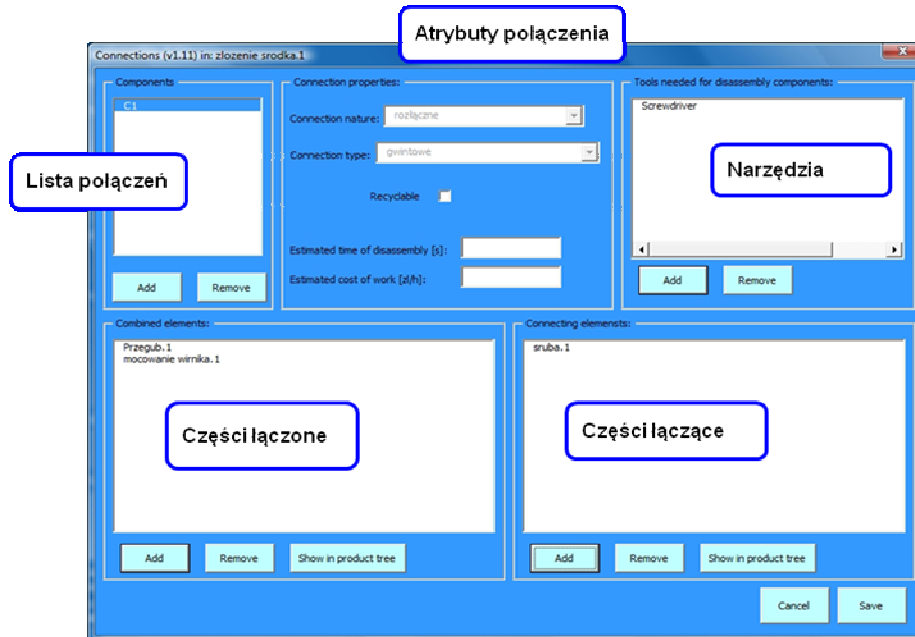 Atrybuty połączenia
Connections (v1.11) in: zlozenie srodka.1
Components
C1
Lista połączeń
Add
Remove
Connection properties:
Connection nature:
rozłączne
Connection type:
gwintowe
Recyclable
Estimated time of disassembly [s]:
Estimated cost of work [zl/h]:
Tools needed for disassembly components:
Screwdriver
Narzędzia
Add
Remove
Combined elements:
Przegub.1
mocowanie wirnika.1
Części łączone
Add
Remove
Show in product tree
Connecting elemensts:
sruba.1
Części łączące
Add
Remove
Show in product tree
Cancel
Save